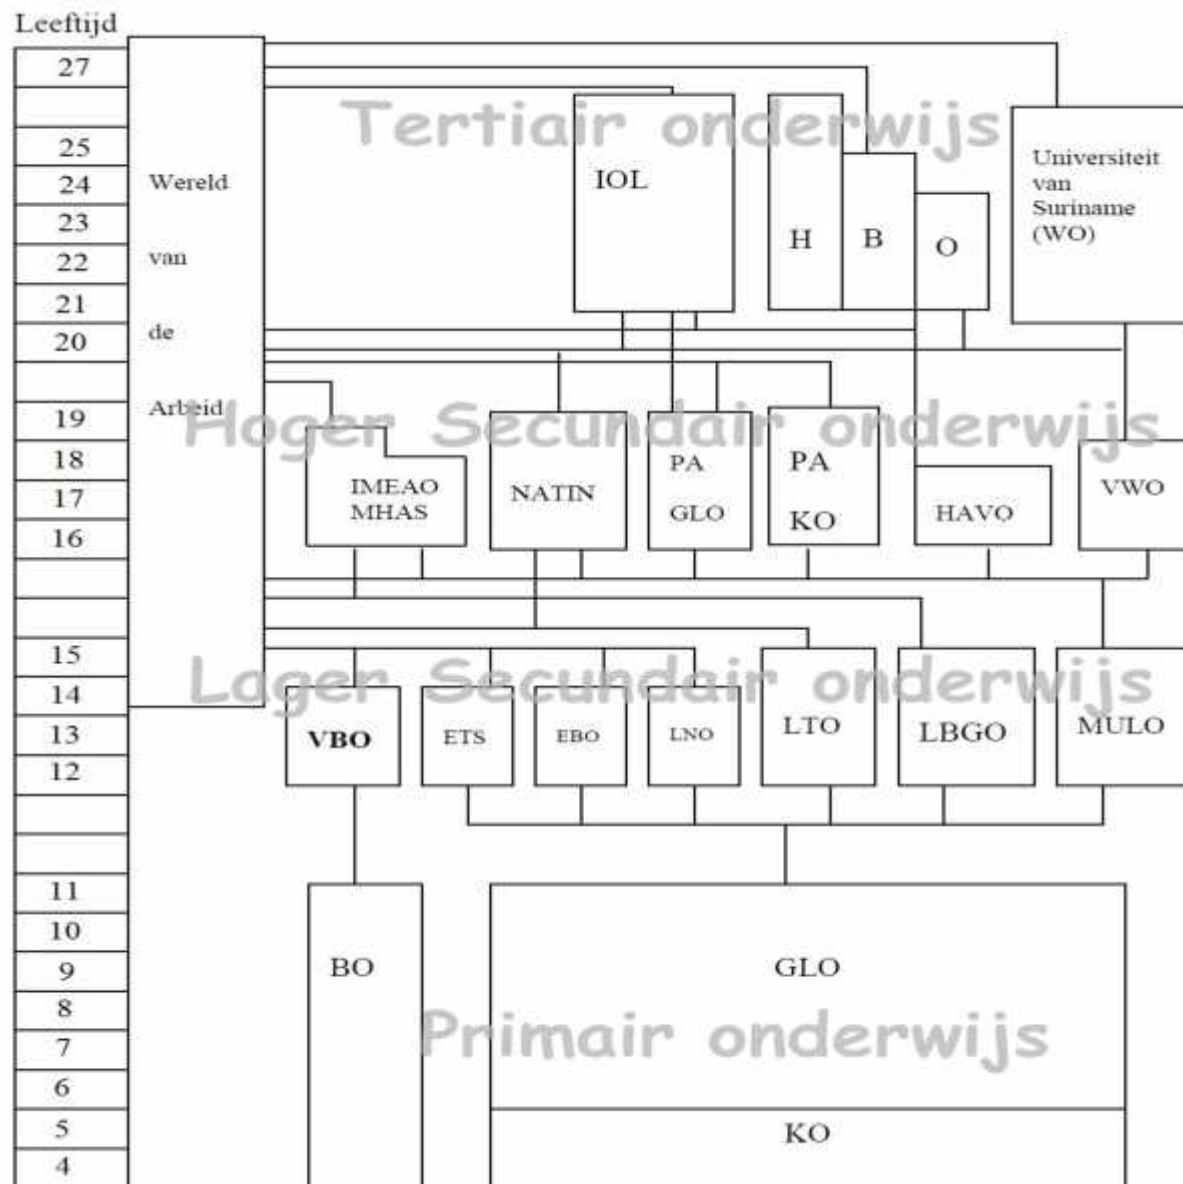 Leeftijd
27
25
24
23
22
21
20
19
18
17
16
15
14
13
12
11
10
9
8
7
6
5
4
Wereld
van
de
Arbeid
Tertiair onderwijs
IOL
H
B
O
Universiteit
van
Suriname
(WO)
Hoger Secundair onderwijs
IMEAO
MHAS
NATIN
PA
GLO
PA
KO
HAVO
VWO
Lager Secundair onderwijs
VBO
ETS
EBO
LNO
LTO
LBGO
MULO
BO
GLO
Primair onderwijs
KO